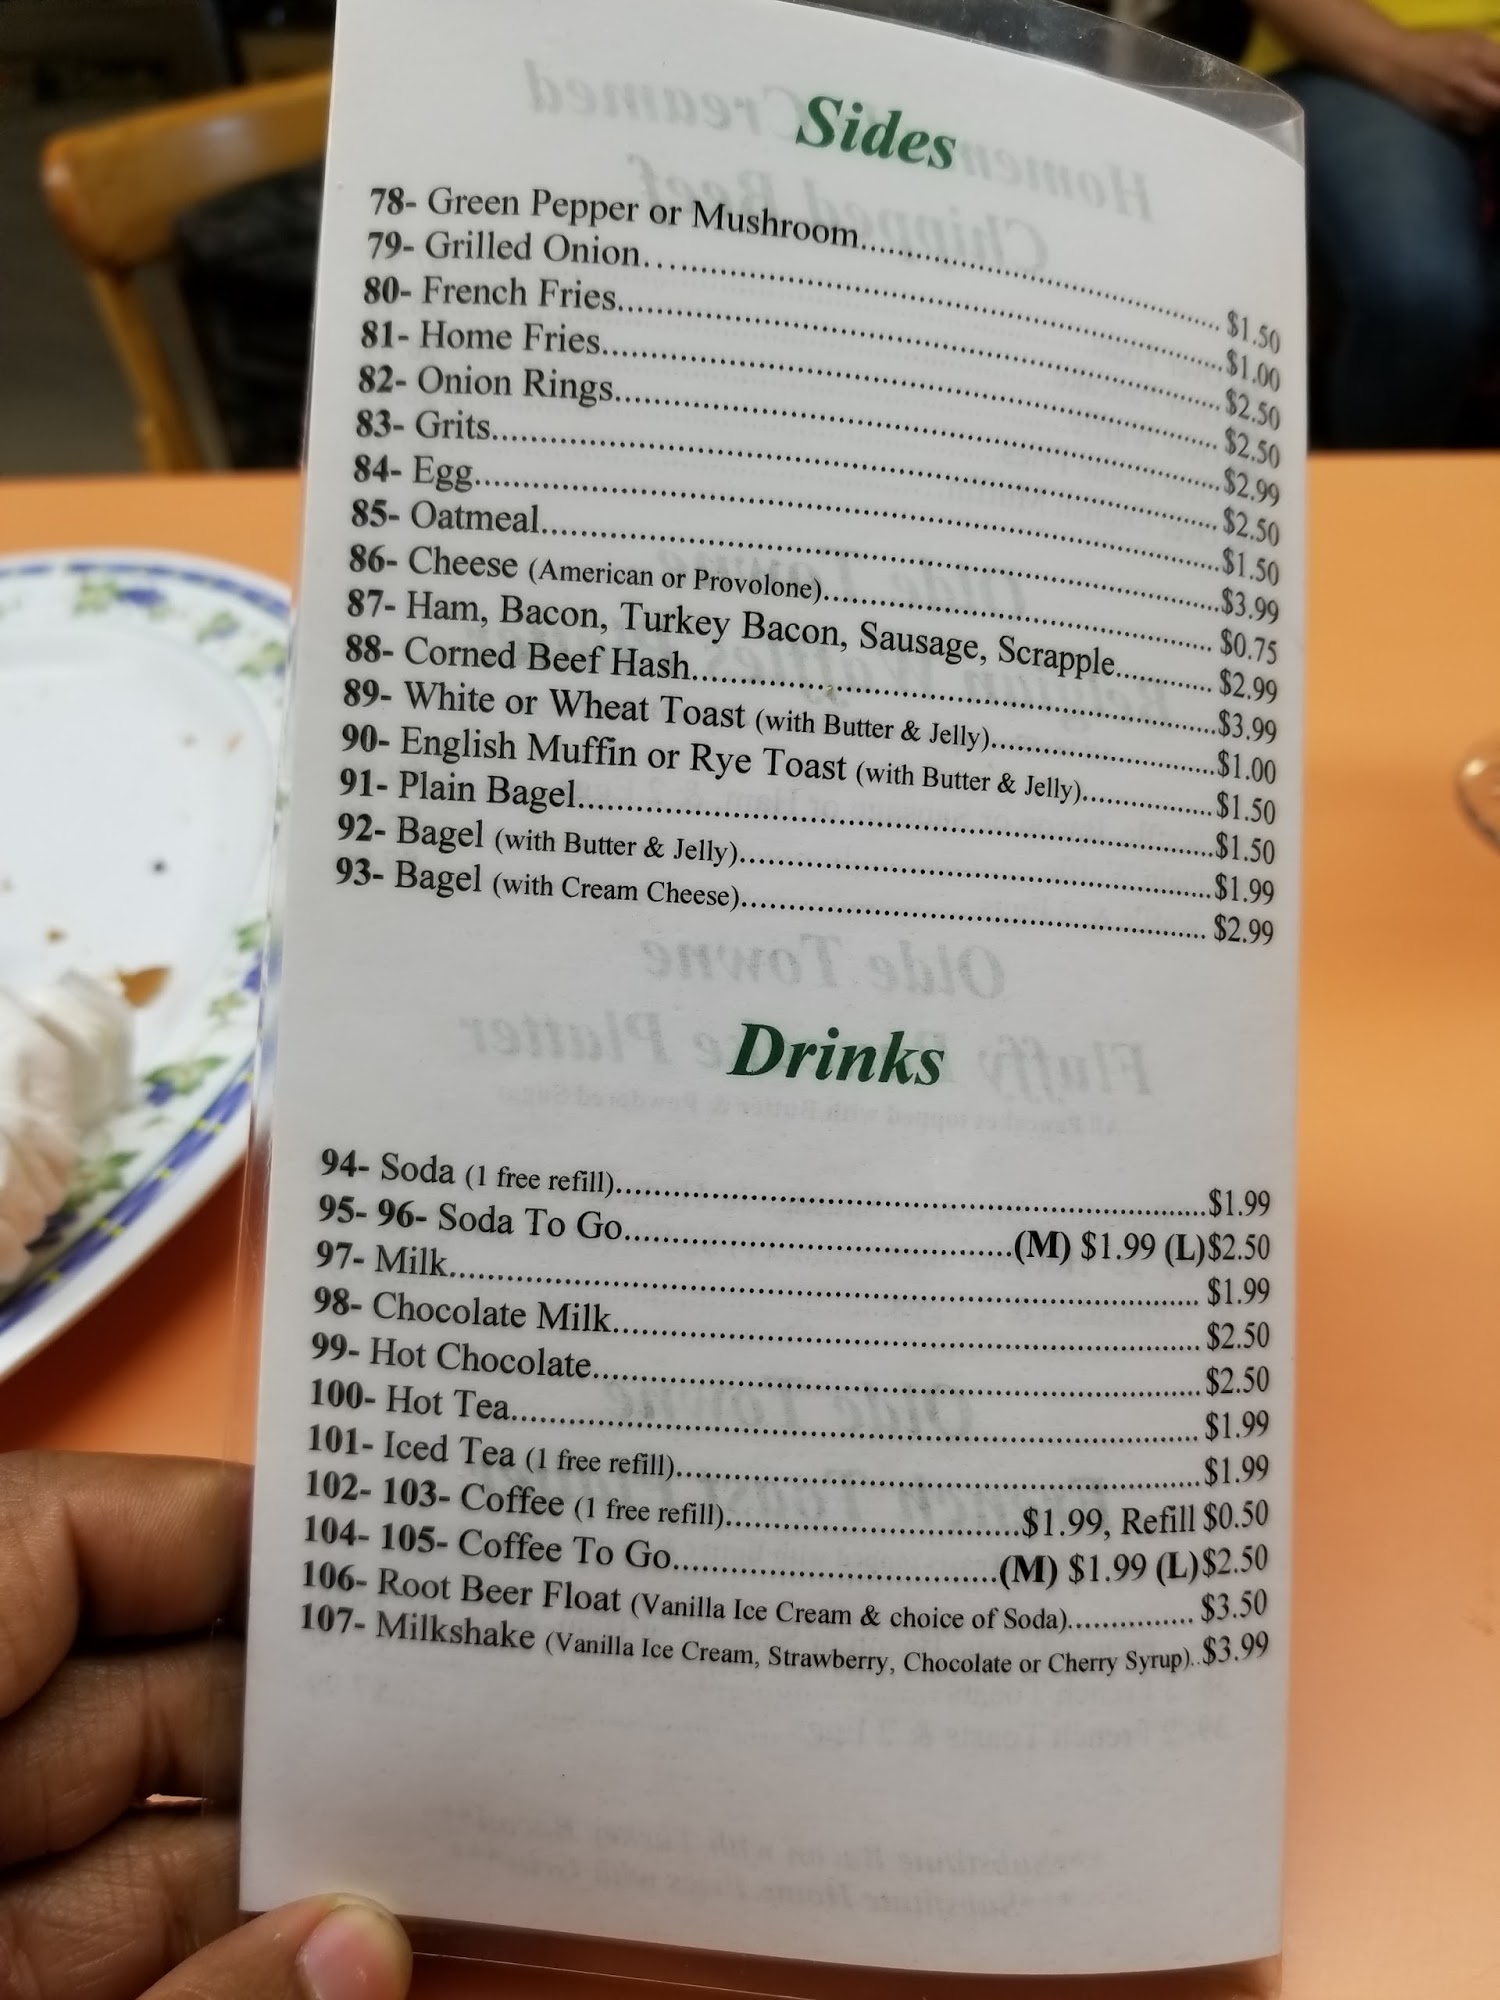 Sides
78- Green Pepper or Mushroom.......................................$1.50
79- Grilled Onion.......................................$1.00
80- French Fries.......................................$2.50
81- Home Fries.......................................$2.50
82- Onion Rings.......................................$2.99
83- Grits.......................................$2.50
84- Egg.......................................$1.50
85- Oatmeal.......................................$3.99
86- Cheese (American or Provolone).......................................$0.75
87- Ham, Bacon, Turkey Bacon, Sausage, Scrapple............$2.99
88- Corned Beef Hash.......................................$3.99
89- White or Wheat Toast (with Butter & Jelly).........................$1.00
90- English Muffin or Rye Toast (with Butter & Jelly)...............$1.50
91- Plain Bagel.......................................$1.50
92- Bagel (with Butter & Jelly).......................................$1.99
93- Bagel (with Cream Cheese).......................................$2.99
Drinks
94- Soda (1 free refill).......................................$1.99
95- 96- Soda To Go.......................................(M) $1.99 (L)$2.50
97- Milk.......................................$1.99
98- Chocolate Milk.......................................$2.50
99- Hot Chocolate.......................................$2.50
100- Hot Tea.......................................$1.99
101- Iced Tea (1 free refill).......................................$1.99
102- 103- Coffee (1 free refill)..............................$1.99, Refill $0.50
104- 105- Coffee To Go.................................(M) $1.99 (L)$2.50
106- Root Beer Float (Vanilla Ice Cream & choice of Soda)...............$3.50
107- Milkshake (Vanilla Ice Cream, Strawberry, Chocolate or Cherry Syrup)..$3.99